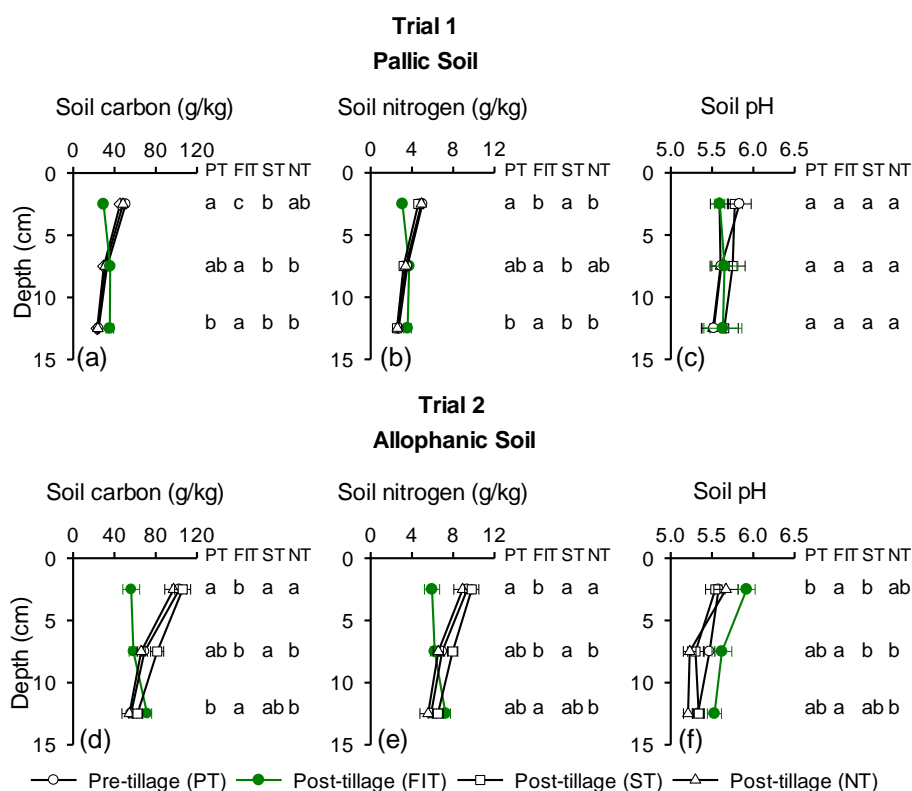 Trial 1
Pallic Soil
Soil carbon (g/kg) Soil nitrogen (g/kg) Soil pH
0 40 80 120 0 4 8 12 5.0 5.5 6.0 6.5
0 PT FIT ST NT PT FIT ST NT PT FIT ST NT
a c b ab a b a b a a a a
5
Depth (cm)
ab a b b ab a b ab a a a a
10
b a b b b a b b a a a a
15 (a) (b) (c)
Trial 2
Allophanic Soil
Soil carbon (g/kg) Soil nitrogen (g/kg) Soil pH
0 40 80 120 0 4 8 12 5.0 5.5 6.0 6.5
0 PT FIT ST NT PT FIT ST NT PT FIT ST NT
a b a a a b a a b a b ab
5
Depth (cm)
ab b a b ab b a b ab a b b
10
b a ab b ab a ab b ab a ab b
15 (d) (e) (f)
Pre-tillage (PT) Post-tillage (FIT) Post-tillage (ST) Post-tillage (NT)